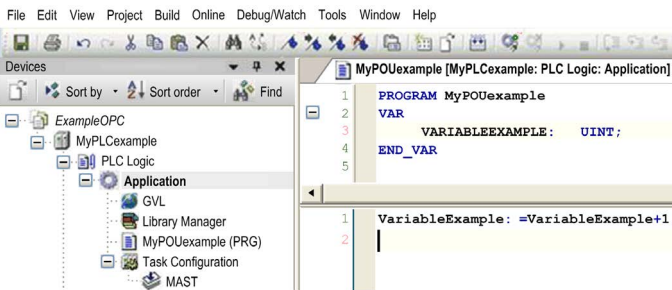 File Edit View Project Build Online Debug/Watch Tools Window Help
Devices
Sort by Sort order Find
ExampleOPC
MyPLCexample
PLC Logic
Application
GVL
Library Manager
MyPOUexample (PRG)
Task Configuration
MAST
MyPOUexample [MyPLCexample: PLC Logic: Application]
1 PROGRAM MyPOUexample
2 VAR
3 VARIABLEEXAMPLE: UINT;
4 END_VAR
5
1 VariableExample: =VariableExample+1
2